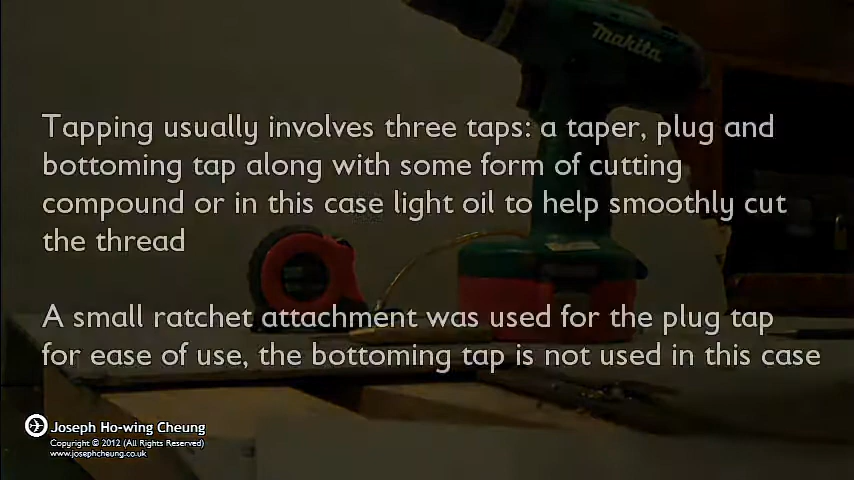 makita
Tapping usually involves three taps: a taper, plug and
bottoming tap along with some form of cutting
compound or in this case light oil to help smoothly cut
the thread
A small ratchet attachment was used for the plug tap
for ease of use, the bottoming tap is not used in this case
Joseph Ho-wing Cheung
Copyright © 2012 (All Rights Reserved)
www.josephcheung.co.uk